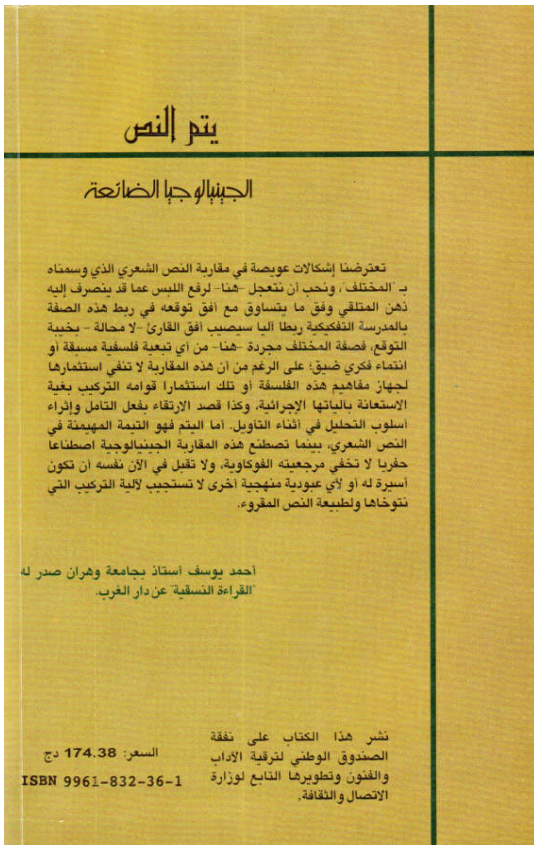 يتم النص
الجينيالوجيا الضائعة
تعترضنا إشكالات عويصة في مقاربة النص الشعري الذي وسمناه
بـ "المختلف"، ونحب أن نتعجل -هنا- لرفع اللبس عما قد ينصرف إليه
ذهن المتلقي وفق ما يتساوق مع أفق توقعه في ربط هذه الصفة
بالمدرسة التفكيكية ربطا آليا سيصيب أفق القارئ -لا محالة- بخيبة
التوقع، فصفة المختلف مجردة -هنا- من أي تبعية فلسفية مسبقة أو
انتماء فكري ضيق؛ على الرغم من أن هذه المقاربة لا تنفي استثمارها
لجهاز مفاهيم هذه الفلسفة أو تلك استثمارا قوامه التركيب بغية
الاستعانة بآلياتها الإجرائية، وكذا قصد الارتقاء بفعل التأمل وإثراء
أسلوب التحليل في أثناء التأويل. أما اليتم فهو التيمة المهيمنة في
النص الشعري، بينما تصطنع هذه المقاربة الجينيالوجية اصطناعا
حفريا لا تخفي مرجعيته الفوكاوية، ولا تقبل في الآن نفسه أن تكون
أسيرة له أو لأي عبودية منهجية أخرى لا تستجيب لآلية التركيب التي
نتوخاها ولطبيعة النص المقروء.
أحمد يوسف أستاذ بجامعة وهران صدر له
"القراءة النسقية" عن دار الغرب.
نشر هذا الكتاب على نفقة
الصندوق الوطني لترقية الآداب
والفنون وتطويرها التابع لوزارة
الاتصال والثقافة.
السعر: 174.38 دج
ISBN 9961-832-36-1